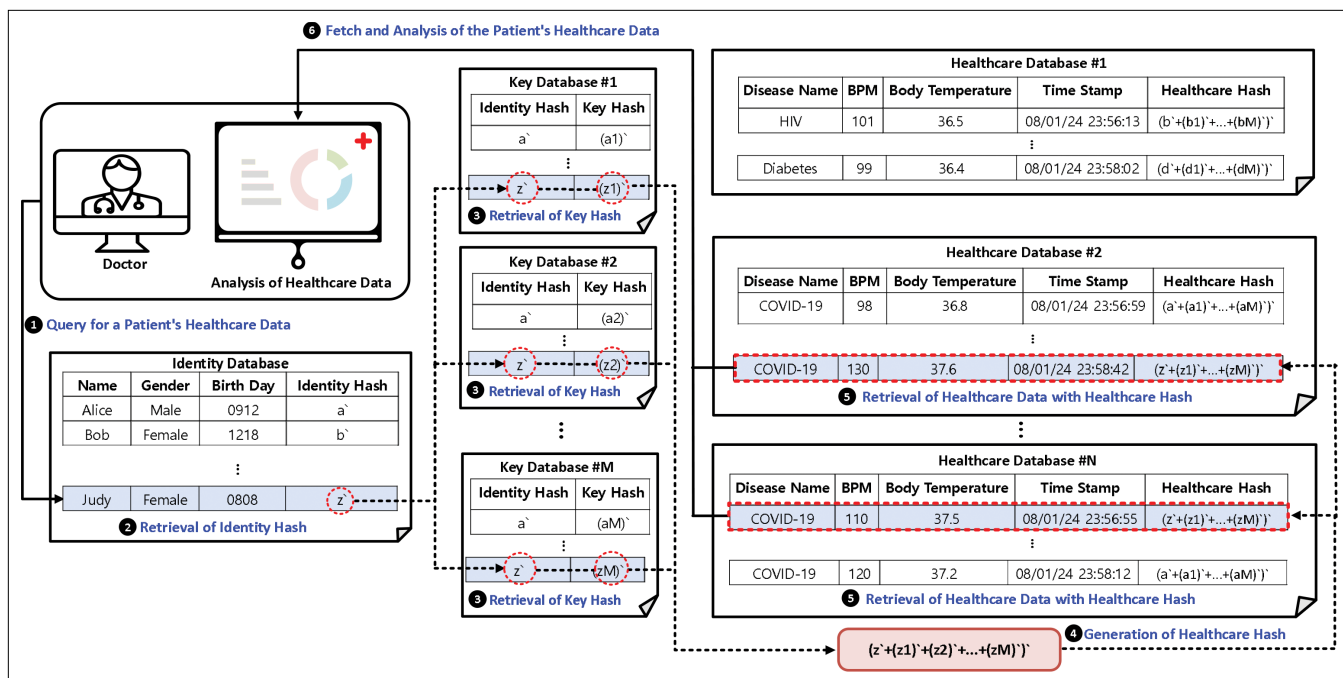 6 Fetch and Analysis of the Patient's Healthcare Data
Doctor
Analysis of Healthcare Data
1 Query for a Patient's Healthcare Data
Identity Database
Name Gender Birth Day Identity Hash
Alice Male 0912 a`
Bob Female 1218 b`
⋮
Judy Female 0808 z`
2 Retrieval of Identity Hash
Key Database #1
Identity Hash Key Hash
a` (a1)`
⋮
z` (z1)`
3 Retrieval of Key Hash
Key Database #2
Identity Hash Key Hash
a` (a2)`
⋮
z` (z2)`
3 Retrieval of Key Hash
⋮
Key Database #M
Identity Hash Key Hash
a` (aM)`
⋮
z` (zM)`
3 Retrieval of Key Hash
Healthcare Database #1
Disease Name BPM Body Temperature Time Stamp Healthcare Hash
HIV 101 36.5 08/01/24 23:56:13 (b`+(b1)`+...+(bM)`)`
⋮
Diabetes 99 36.4 08/01/24 23:58:02 (d`+(d1)`+...+(dM)`)`
Healthcare Database #2
Disease Name BPM Body Temperature Time Stamp Healthcare Hash
COVID-19 98 36.8 08/01/24 23:56:59 (a`+(a1)`+...+(aM)`)`
⋮
COVID-19 130 37.6 08/01/24 23:58:42 (z`+(z1)`+...+(zM)`)`
5 Retrieval of Healthcare Data with Healthcare Hash
⋮
Healthcare Database #N
Disease Name BPM Body Temperature Time Stamp Healthcare Hash
COVID-19 110 37.5 08/01/24 23:56:55 (z`+(z1)`+...+(zM)`)`
⋮
COVID-19 120 37.2 08/01/24 23:58:12 (a`+(a1)`+...+(aM)`)`
5 Retrieval of Healthcare Data with Healthcare Hash
4 Generation of Healthcare Hash
(z`+(z1)`+(z2)`+...+(zM)`)`